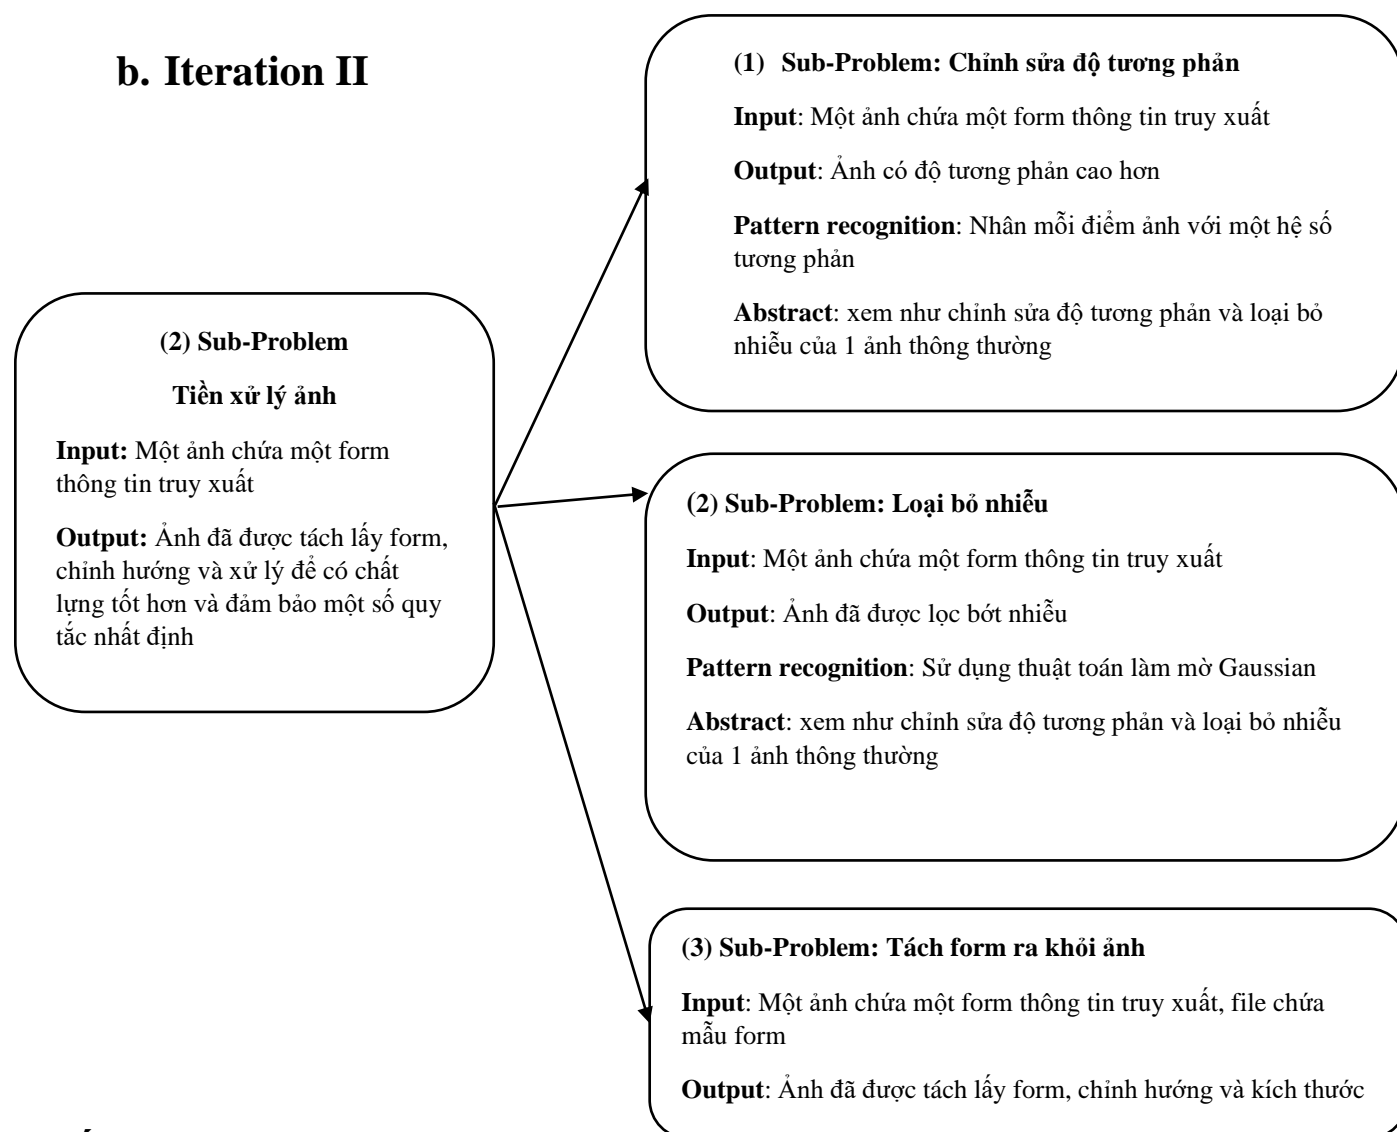 b. Iteration II
(2) Sub-Problem
Tiền xử lý ảnh
Input: Một ảnh chứa một form
thông tin truy xuất
Output: Ảnh đã được tách lấy form,
chỉnh hướng và xử lý để có chất
lựng tốt hơn và đảm bảo một số quy
tắc nhất định
(1) Sub-Problem: Chỉnh sửa độ tương phản
Input: Một ảnh chứa một form thông tin truy xuất
Output: Ảnh có độ tương phản cao hơn
Pattern recognition: Nhân mỗi điểm ảnh với một hệ số
tương phản
Abstract: xem như chỉnh sửa độ tương phản và loại bỏ
nhiễu của 1 ảnh thông thường
(2) Sub-Problem: Loại bỏ nhiễu
Input: Một ảnh chứa một form thông tin truy xuất
Output: Ảnh đã được lọc bớt nhiễu
Pattern recognition: Sử dụng thuật toán làm mờ Gaussian
Abstract: xem như chỉnh sửa độ tương phản và loại bỏ nhiễu
của 1 ảnh thông thường
(3) Sub-Problem: Tách form ra khỏi ảnh
Input: Một ảnh chứa một form thông tin truy xuất, file chứa
mẫu form
Output: Ảnh đã được tách lấy form, chỉnh hướng và kích thước